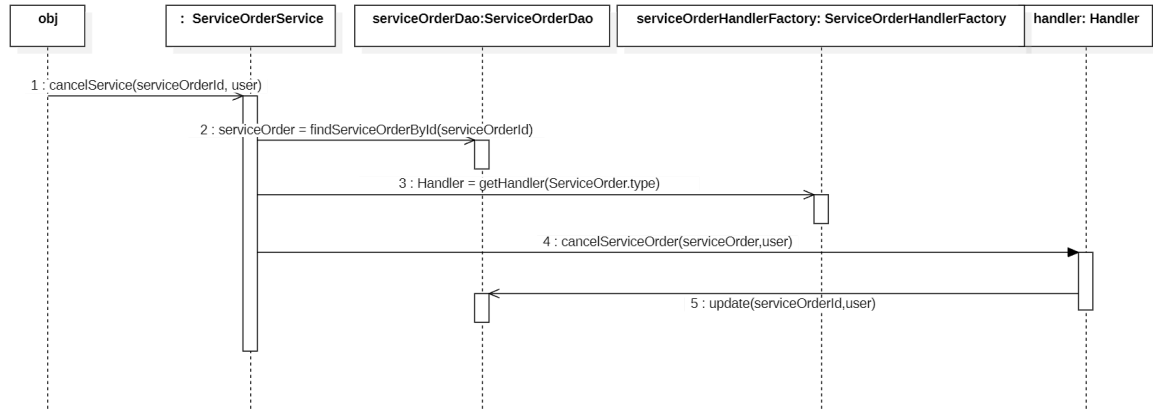 obj
: ServiceOrderService
serviceOrderDao:ServiceOrderDao
serviceOrderHandlerFactory: ServiceOrderHandlerFactory
handler: Handler
1 : cancelService(serviceOrderId, user)
2 : serviceOrder = findServiceOrderById(serviceOrderId)
3 : Handler = getHandler(ServiceOrder.type)
4 : cancelServiceOrder(serviceOrder,user)
5 : update(serviceOrderId,user)